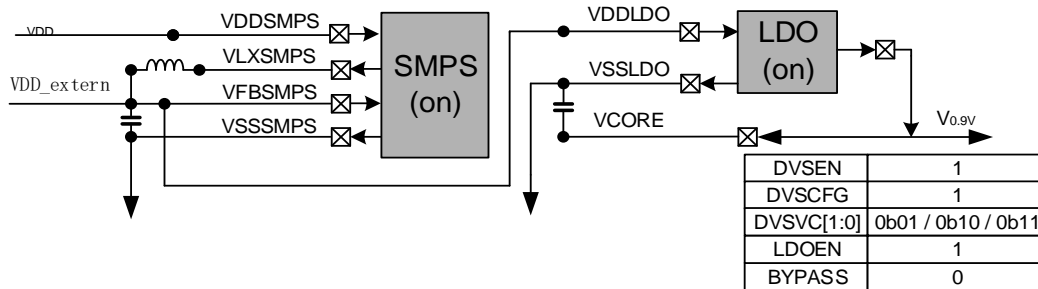 VDD
VDDSMPS
VLXSMPS
VDD_extern
VFBSMPS
VSSSMPS
SMPS
(on)
VDDLDO
VSSLDO
VCORE
LDO
(on)
V0.9V
DVSEN 1
DVSCFG 1
DVSVC[1:0] 0b01 / 0b10 / 0b11
LDOEN 1
BYPASS 0